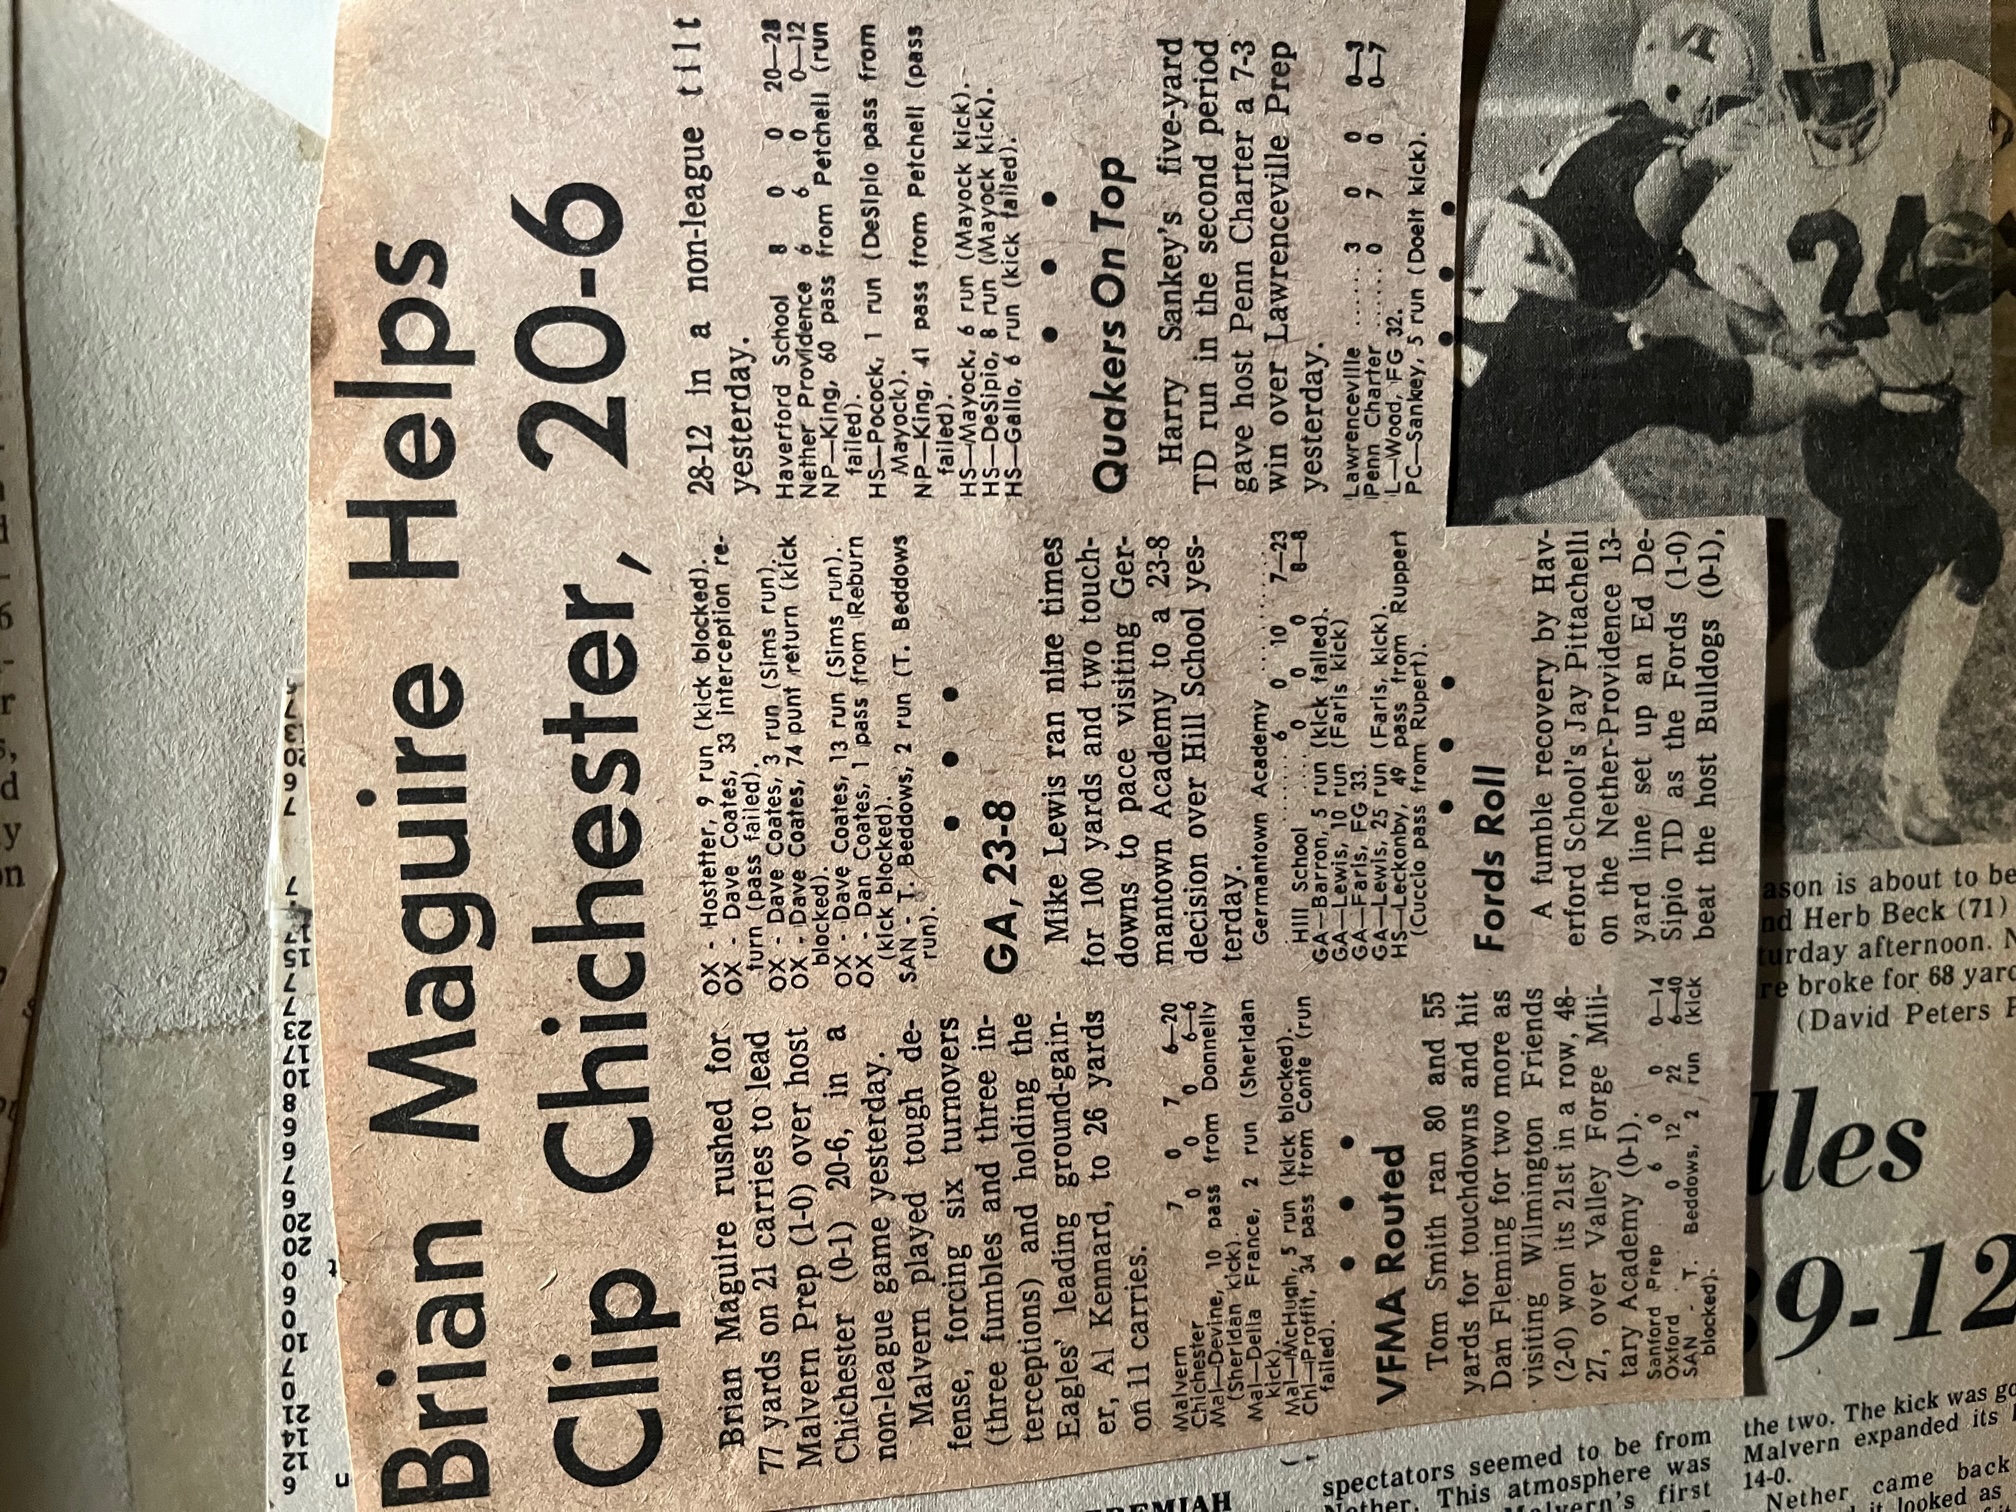 Brian Maguire Helps
Clip Chichester, 20-6
Brian Maguire rushed for
77 yards on 21 carries to lead
Malvern Prep (1-0) over host
Chichester (0-1) 20-6, in a
non-league game yesterday.
Malvern played tough de-
fense, forcing six turnovers
(three fumbles and three in-
terceptions) and holding the
Eagles' leading ground-gain-
er, Al Kennard, to 26 yards
on 11 carries.
Malvern 7 0 7 6—20
Chichester 0 0 0 6—6
Mal—Devine, 10 pass from Donnelly
(Sheridan kick).
Mal—Della France, 2 run (Sheridan
kick).
Mal—McHugh, 5 run (kick blocked).
Chi—Proffit, 34 pass from Conte (run
failed).
• • •
VFMA Routed
Tom Smith ran 80 and 55
yards for touchdowns and hit
Dan Fleming for two more as
visiting Wilmington Friends
(2-0) won its 21st in a row, 48-
27, over Valley Forge Mili-
tary Academy (0-1).
Sanford Prep 6 0 0 0—14
Oxford 0 12 22 6—40
SAN - T. Beddows, 2 run (kick
blocked).
OX - Hostetter, 9 run (kick blocked).
OX - Dave Coates, 33 interception re-
turn (pass failed).
OX - Dave Coates, 3 run (Sims run).
OX - Dave Coates, 74 punt return (kick
blocked).
OX - Dave Coates, 13 run (Sims run).
OX - Dan Coates, 1 pass from Reburn
(kick blocked).
SAN - T. Beddows, 2 run (T. Beddows
run).
• • •
GA, 23-8
Mike Lewis ran nine times
for 100 yards and two touch-
downs to pace visiting Ger-
mantown Academy to a 23-8
decision over Hill School yes-
terday.
Germantown Academy
6 0 10 7—23
Hill School 0 0 0 8—8
GA—Barron, 5 run (kick failed).
GA—Lewis, 10 run (Faris kick)
GA—Faris, FG 33.
GA—Lewis, 25 run (Faris, kick).
HS—Leckonby, 49 pass from Ruppert
(Cuccio pass from Rupert).
• • •
Fords Roll
A fumble recovery by Hav-
erford School's Jay Pittachelli
on the Nether-Providence 13-
yard line set up an Ed De-
Sipio TD as the Fords (1-0)
beat the host Bulldogs (0-1),
28-12 in a non-league tilt
yesterday.
Haverford School 8 0 0 20—28
Nether Providence 6 6 0 0—12
NP—King, 60 pass from Petchell (run
failed).
HS—Pocock, 1 run (DeSipio pass from
Mayock).
NP—King, 41 pass from Petchell (pass
failed).
HS—Mayock, 6 run (Mayock kick).
HS—DeSipio, 8 run (Mayock kick).
HS—Gallo, 6 run (kick failed).
• • •
Quakers On Top
Harry Sankey's five-yard
TD run in the second period
gave host Penn Charter a 7-3
win over Lawrenceville Prep
yesterday.
Lawrenceville ...... 3 0 0 0—3
Penn Charter ...... 0 7 0 0—7
L—Wood, FG 32.
PC—Sankey, 5 run (Doelt kick).
• • •
24
ason is about to be
nd Herb Beck (71)
urday afternoon.
re broke for 68 yard
(David Peters
lles
39-12
spectators seemed to be from
This atmosphere was
first
the two. The kick was
Malvern expanded its
14-0.
Nether came back
looked as